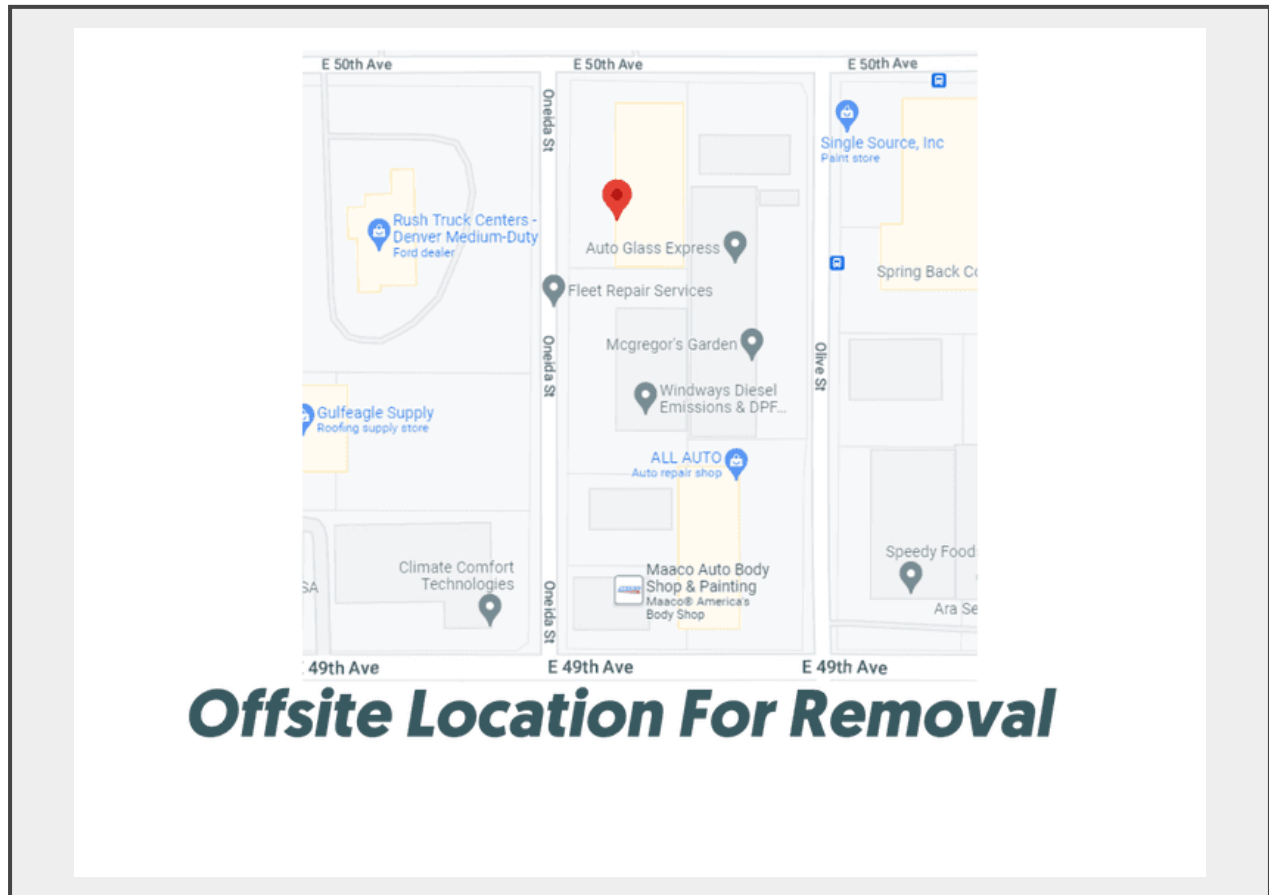 E 50th Ave
E 50th Ave
E 50th Ave
Oneida St
Single Source, Inc
Paint store
Rush Truck Centers -
Denver Medium-Duty
Ford dealer
Auto Glass Express
Spring Back Co
Fleet Repair Services
Oneida St
Mcgregor's Garden
Olive St
Windways Diesel
Emissions & DPF...
Gulfeagle Supply
Roofing supply store
ALL AUTO
Auto repair shop
Climate Comfort
Technologies
Maaco Auto Body
Shop & Painting
Maaco® America's
Body Shop
Speedy Food
SA
Oneida St
Ara Se
E 49th Ave
E 49th Ave
E 49th Ave
Offsite Location For Removal